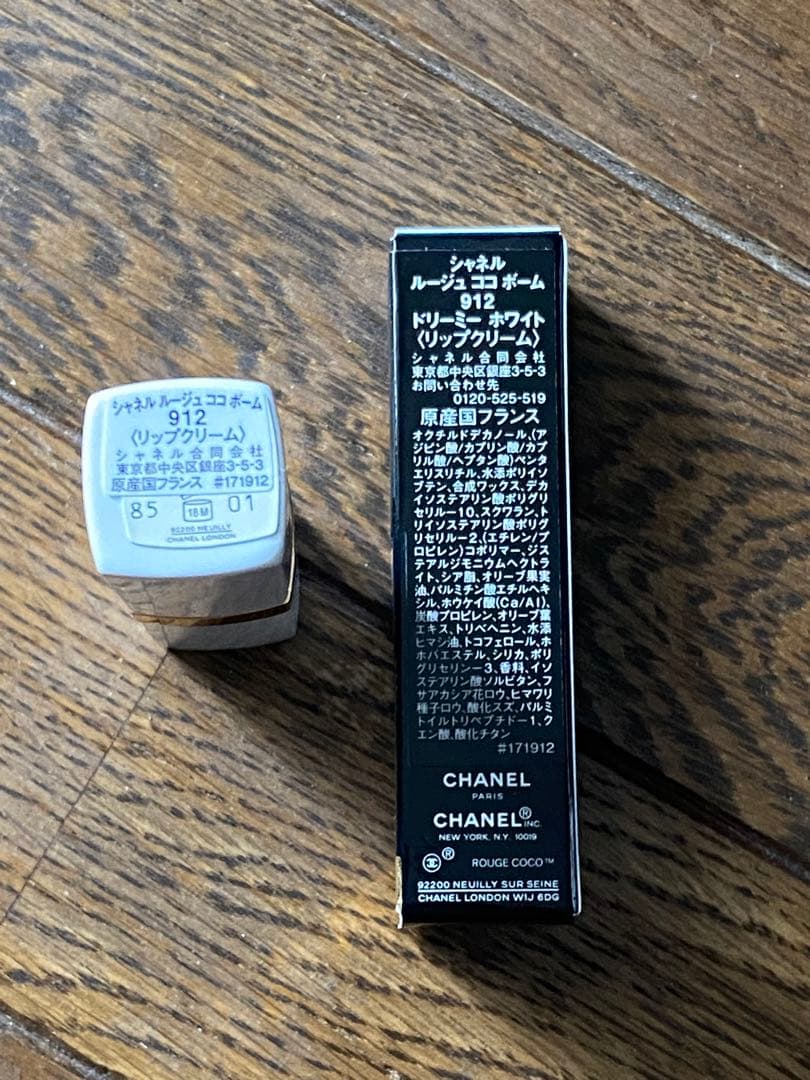 シャネル ルージュ ココ ボーム
912
〈リップクリーム〉
シャネル合同会社
東京都中央区銀座3-5-3
原産国フランス #171912
85 18M 01
92200 NEUILLY
CHANEL LONDON
シャネル
ルージュ ココ ボーム
912
ドリーミー ホワイト
〈リップクリーム〉
シャネル合同会社
東京都中央区銀座3-5-3
お問い合わせ先
0120-525-519
原産国フランス
オクチルドデカノール、(ア
ジピン酸/カプリン酸/カプ
リル酸/ヘプタン酸)ペンタ
エリスリチル、水添ポリイソ
ブテン、合成ワックス、デカ
イソステアリン酸ポリグリ
セリル-10、スクワラン、ト
リイソステアリン酸ポリグ
リセリル-2、(エチレン/プ
ロピレン)コポリマー、ジス
テアルジモニウムヘクトラ
イト、シア脂、オリーブ果実
油、パルミチン酸エチルヘキ
シル、ホウケイ酸(Ca/Al)、
炭酸プロピレン、オリーブ葉
エキス、トリベヘニン、水添
ヒマシ油、トコフェロール、ホ
ホバエステル、シリカ、ポリ
グリセリン-3、香料、イソ
ステアリン酸ソルビタン、フ
サアカシア花ロウ、ヒマワリ
種子ロウ、酸化スズ、パルミ
トイルトリペプチド-1、ク
エン酸、酸化チタン
#171912
CHANEL
PARIS
CHANEL® INC.
NEW YORK, N.Y. 10019
® ROUGE COCO™
92200 NEUILLY SUR SEINE
CHANEL LONDON W1J 6DG